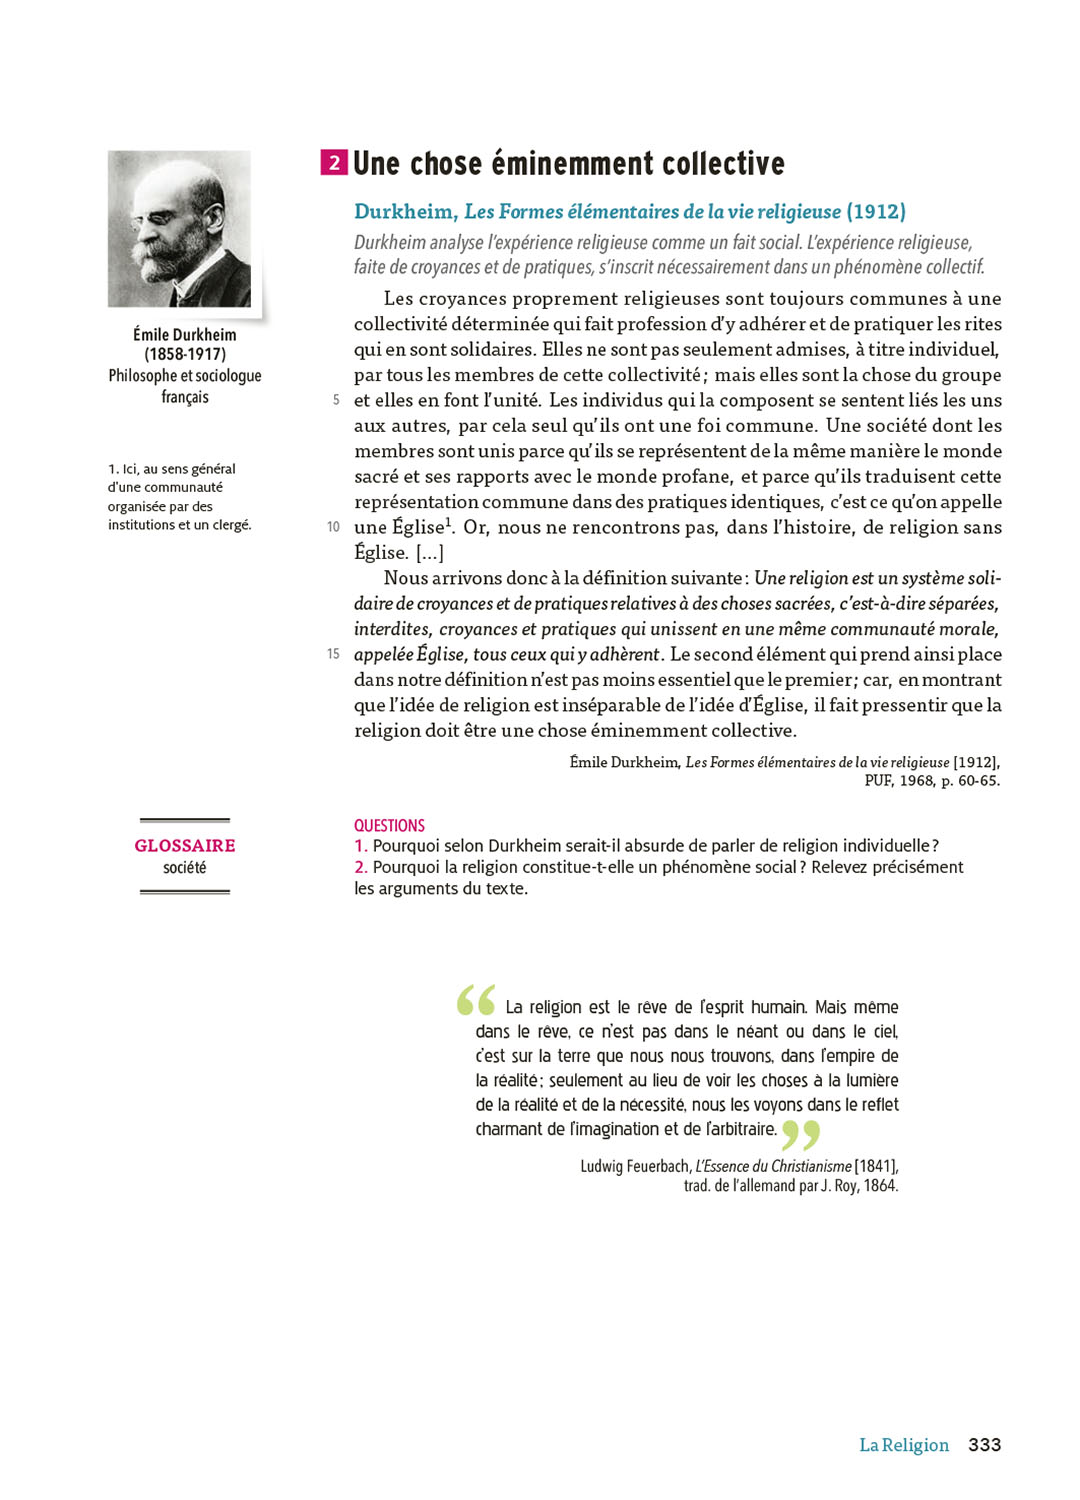 2 Une chose éminemment collective
Durkheim, Les Formes élémentaires de la vie religieuse (1912)
Durkheim analyse l'expérience religieuse comme un fait social. L'expérience religieuse,
faite de croyances et de pratiques, s'inscrit nécessairement dans un phénomène collectif.
Les croyances proprement religieuses sont toujours communes à une
collectivité déterminée qui fait profession d'y adhérer et de pratiquer les rites
qui en sont solidaires. Elles ne sont pas seulement admises, à titre individuel,
par tous les membres de cette collectivité ; mais elles sont la chose du groupe
5 et elles en font l'unité. Les individus qui la composent se sentent liés les uns
aux autres, par cela seul qu'ils ont une foi commune. Une société dont les
membres sont unis parce qu'ils se représentent de la même manière le monde
sacré et ses rapports avec le monde profane, et parce qu'ils traduisent cette
représentation commune dans des pratiques identiques, c'est ce qu'on appelle
10 une Église1. Or, nous ne rencontrons pas, dans l'histoire, de religion sans
Église. [...]
Nous arrivons donc à la définition suivante : Une religion est un système soli-
daire de croyances et de pratiques relatives à des choses sacrées, c'est-à-dire séparées,
interdites, croyances et pratiques qui unissent en une même communauté morale,
15 appelée Église, tous ceux qui y adhèrent. Le second élément qui prend ainsi place
dans notre définition n'est pas moins essentiel que le premier ; car, en montrant
que l'idée de religion est inséparable de l'idée d'Église, il fait pressentir que la
religion doit être une chose éminemment collective.
Émile Durkheim, Les Formes élémentaires de la vie religieuse [1912],
PUF, 1968, p. 60-65.
Émile Durkheim
(1858-1917)
Philosophe et sociologue
français
1. Ici, au sens général
d'une communauté
organisée par des
institutions et un clergé.
GLOSSAIRE
société
QUESTIONS
1. Pourquoi selon Durkheim serait-il absurde de parler de religion individuelle ?
2. Pourquoi la religion constitue-t-elle un phénomène social ? Relevez précisément
les arguments du texte.
“ La religion est le rêve de l'esprit humain. Mais même
dans le rêve, ce n'est pas dans le néant ou dans le ciel,
c'est sur la terre que nous nous trouvons, dans l'empire de
la réalité ; seulement au lieu de voir les choses à la lumière
de la réalité et de la nécessité, nous les voyons dans le reflet
charmant de l'imagination et de l'arbitraire. ”
Ludwig Feuerbach, L'Essence du Christianisme [1841],
trad. de l'allemand par J. Roy, 1864.
La Religion 333